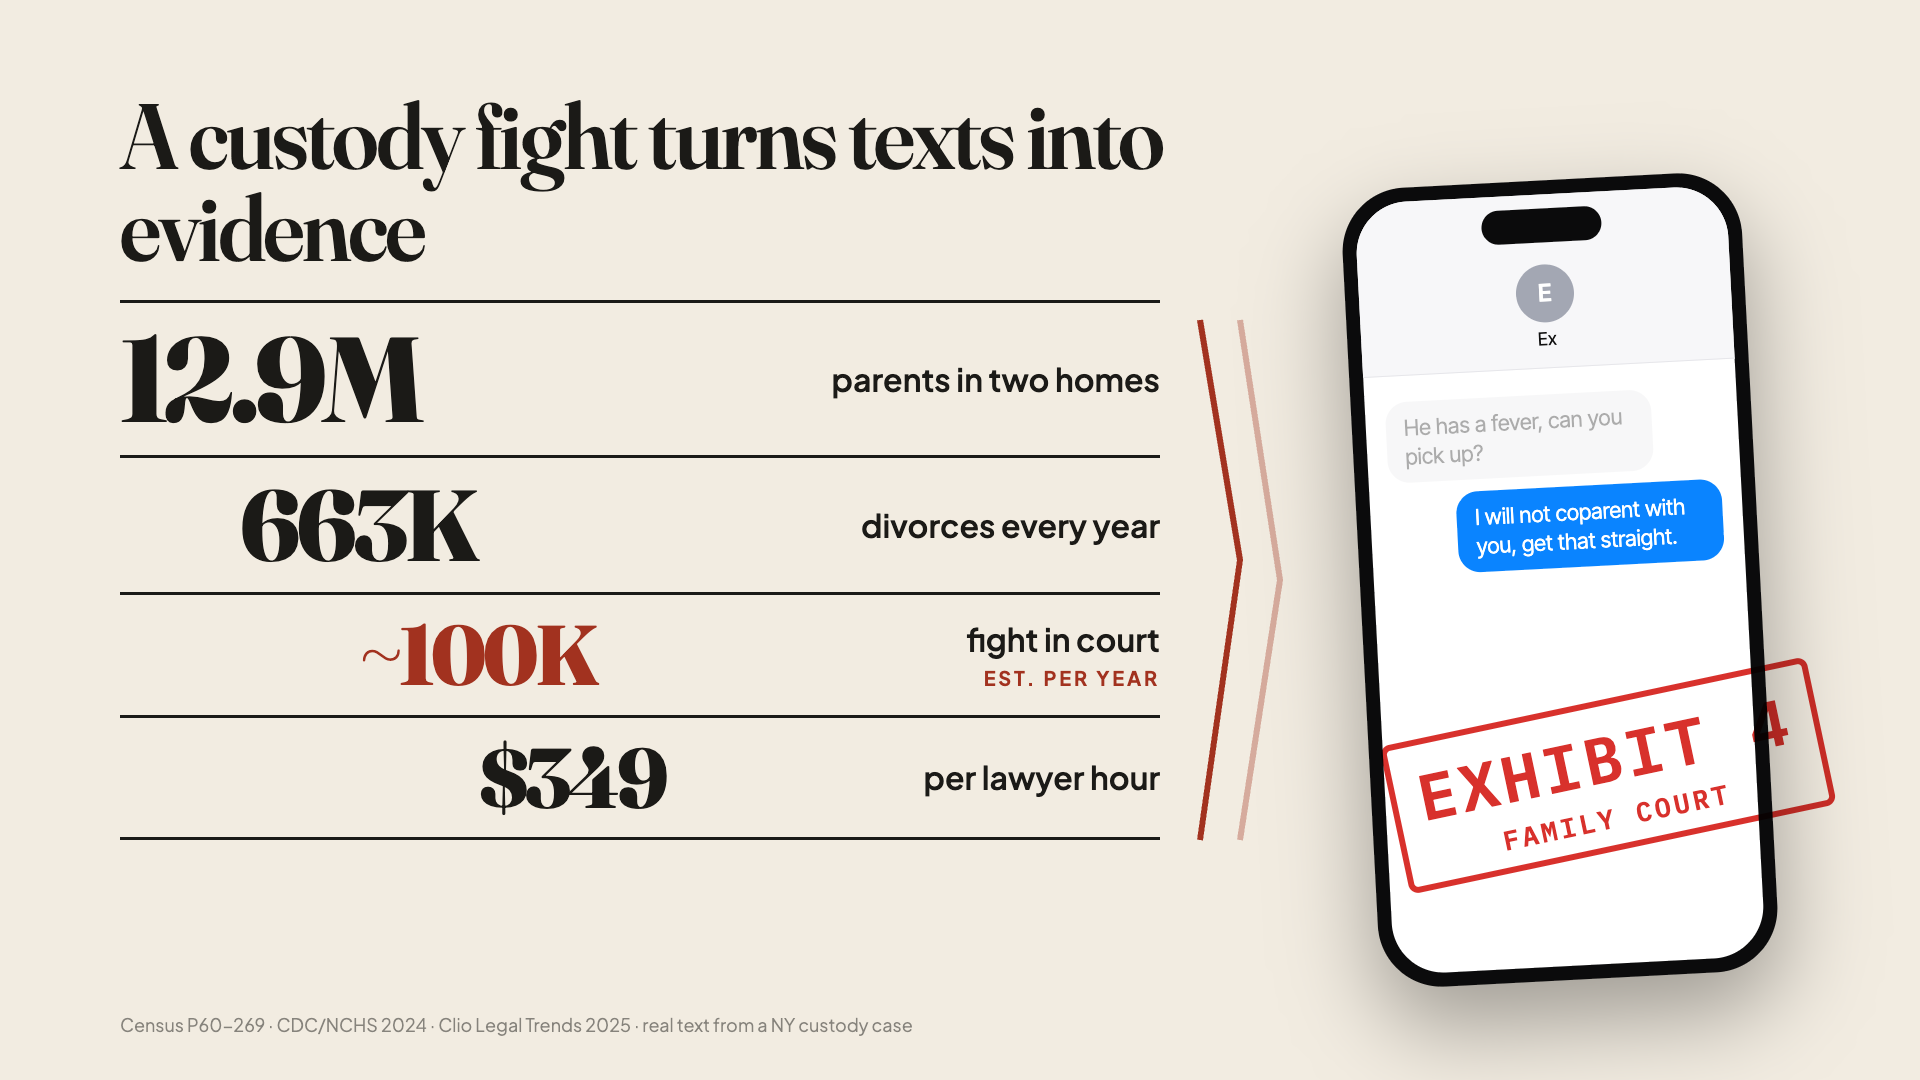 A custody fight turns texts into
evidence
12.9M
parents in two homes
663K
divorces every year
~100K
fight in court
EST. PER YEAR
$349
per lawyer hour
Census P60–269 · CDC/NCHS 2024 · Clio Legal Trends 2025 · real text from a NY custody case
E
Ex
He has a fever, can you
pick up?
I will not coparent with
you, get that straight.
EXHIBIT 4
FAMILY COURT